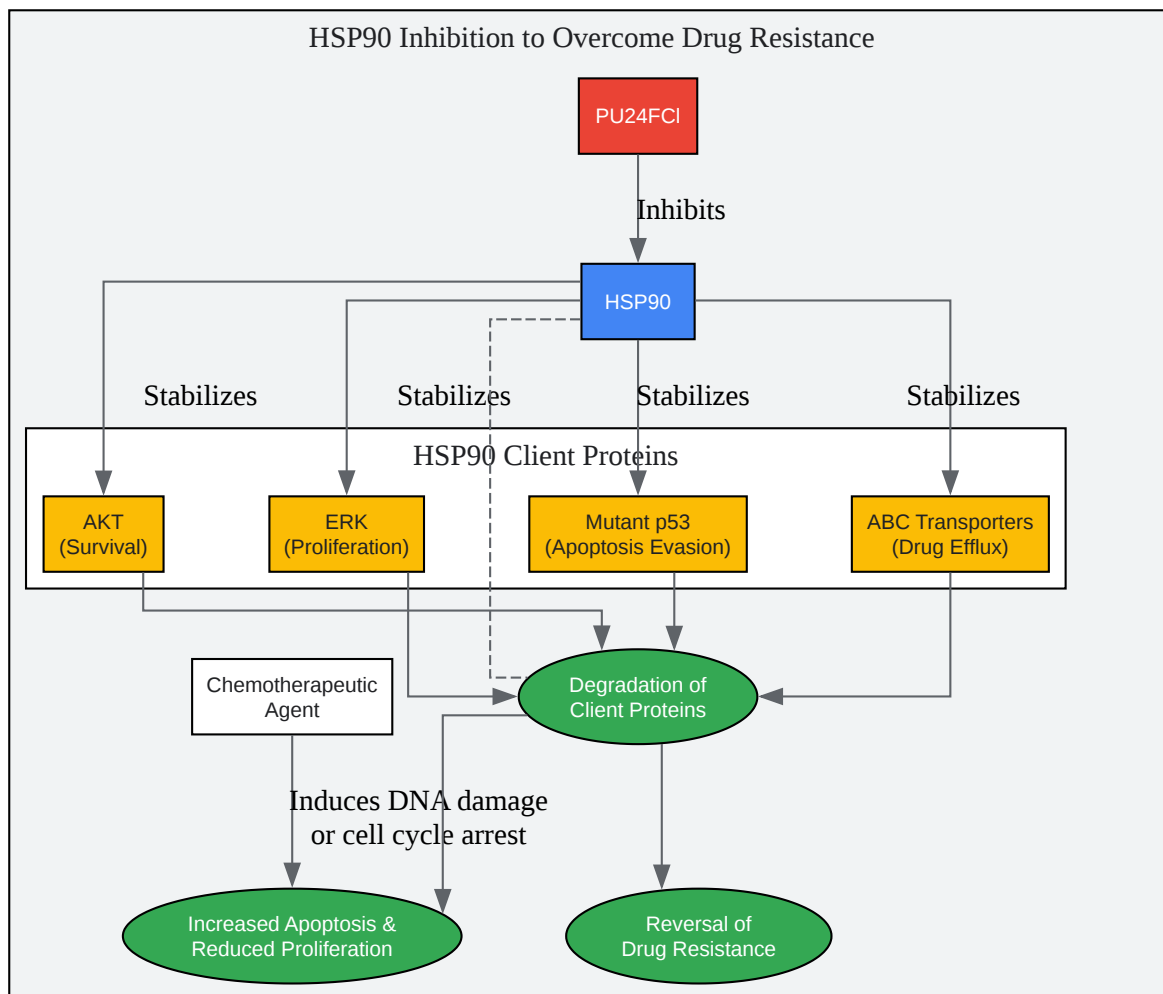 HSP90 Inhibition to Overcome Drug Resistance
PU24FCl
Inhibits
HSP90
Stabilizes
Stabilizes
Stabilizes
Stabilizes
HSP90 Client Proteins
AKT
(Survival)
ERK
(Proliferation)
Mutant p53
(Apoptosis Evasion)
ABC Transporters
(Drug Efflux)
Chemotherapeutic
Agent
Degradation of
Client Proteins
Induces DNA damage
or cell cycle arrest
Increased Apoptosis &
Reduced Proliferation
Reversal of
Drug Resistance